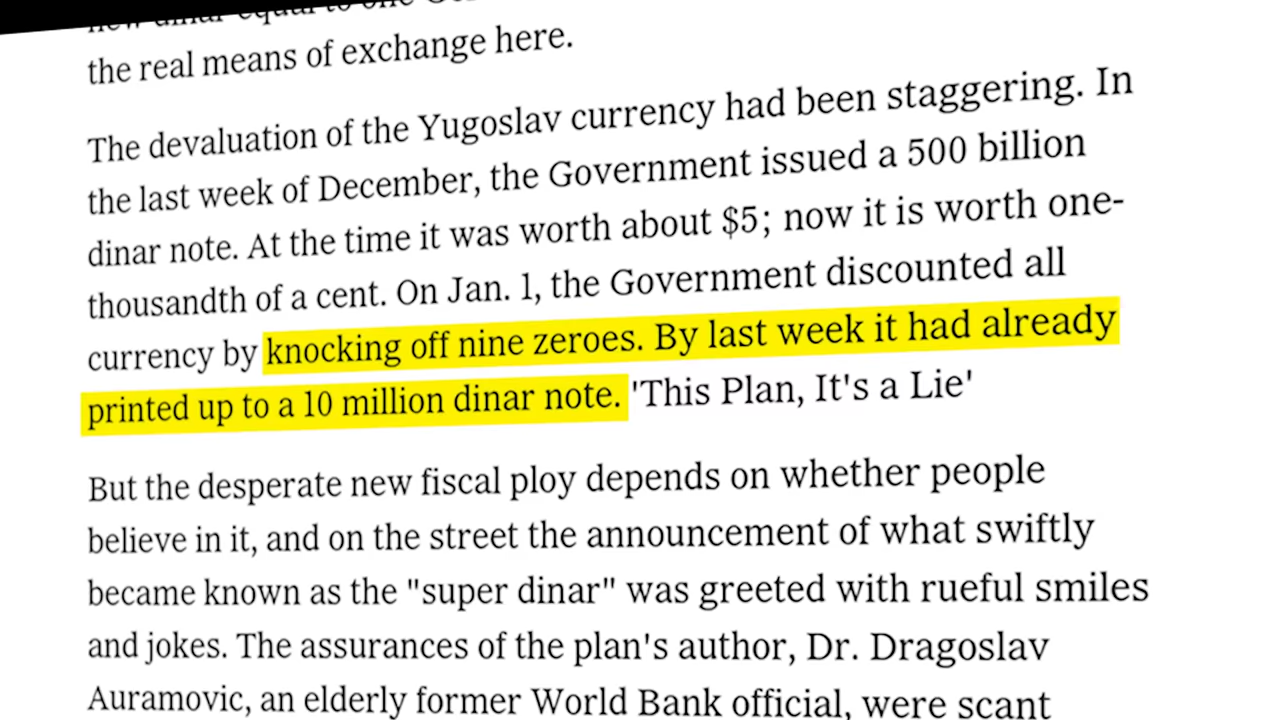 new dinar equal to one
the real means of exchange here.
The devaluation of the Yugoslav currency had been staggering. In
the last week of December, the Government issued a 500 billion
dinar note. At the time it was worth about $5; now it is worth one-
thousandth of a cent. On Jan. 1, the Government discounted all
currency by knocking off nine zeroes. By last week it had already
printed up to a 10 million dinar note. 'This Plan, It's a Lie'
But the desperate new fiscal ploy depends on whether people
believe in it, and on the street the announcement of what swiftly
became known as the "super dinar" was greeted with rueful smiles
and jokes. The assurances of the plan's author, Dr. Dragoslav
Auramovic, an elderly former World Bank official, were scant